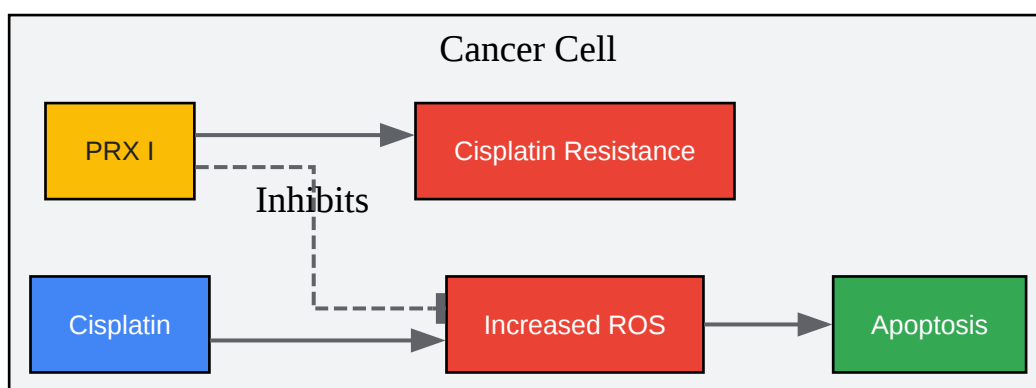 Cancer Cell
PRX I
Cisplatin Resistance
Inhibits
Cisplatin
Increased ROS
Apoptosis